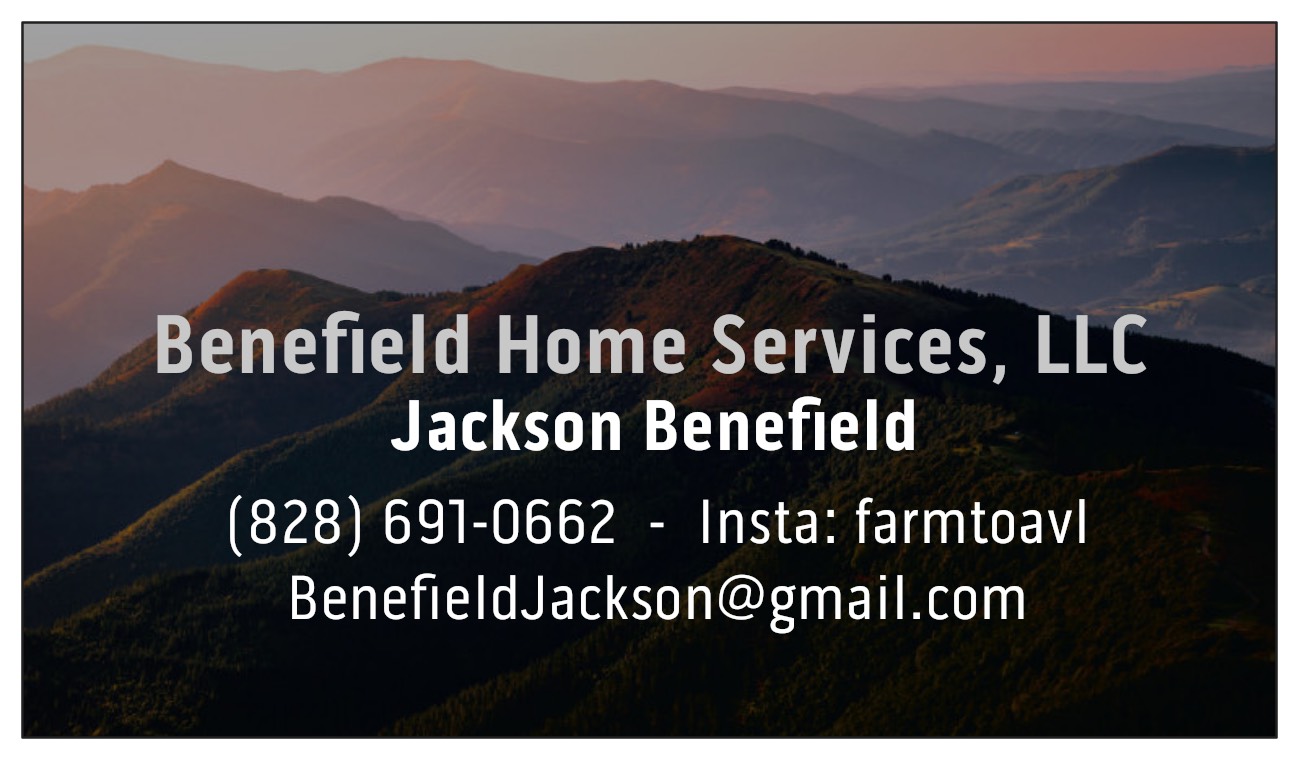 Benefield Home Services, LLC
Jackson Benefield
(828) 691-0662 - Insta: farmtoavl
BenefieldJackson@gmail.com